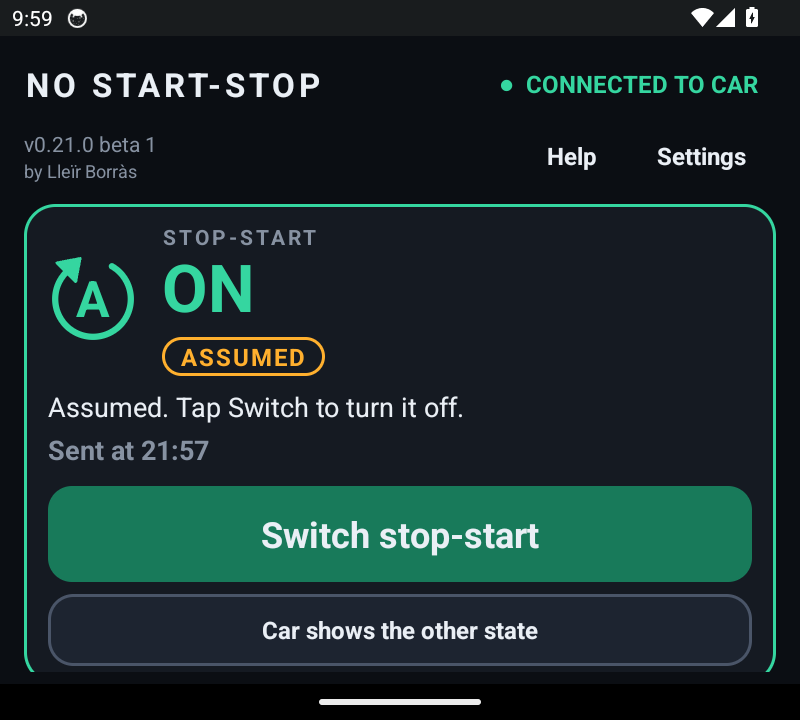 9:59
NO START-STOP
CONNECTED TO CAR
v0.21.0 beta 1
by Lleïr Borràs
Help
Settings
STOP-START
A
ON
ASSUMED
Assumed. Tap Switch to turn it off.
Sent at 21:57
Switch stop-start
Car shows the other state